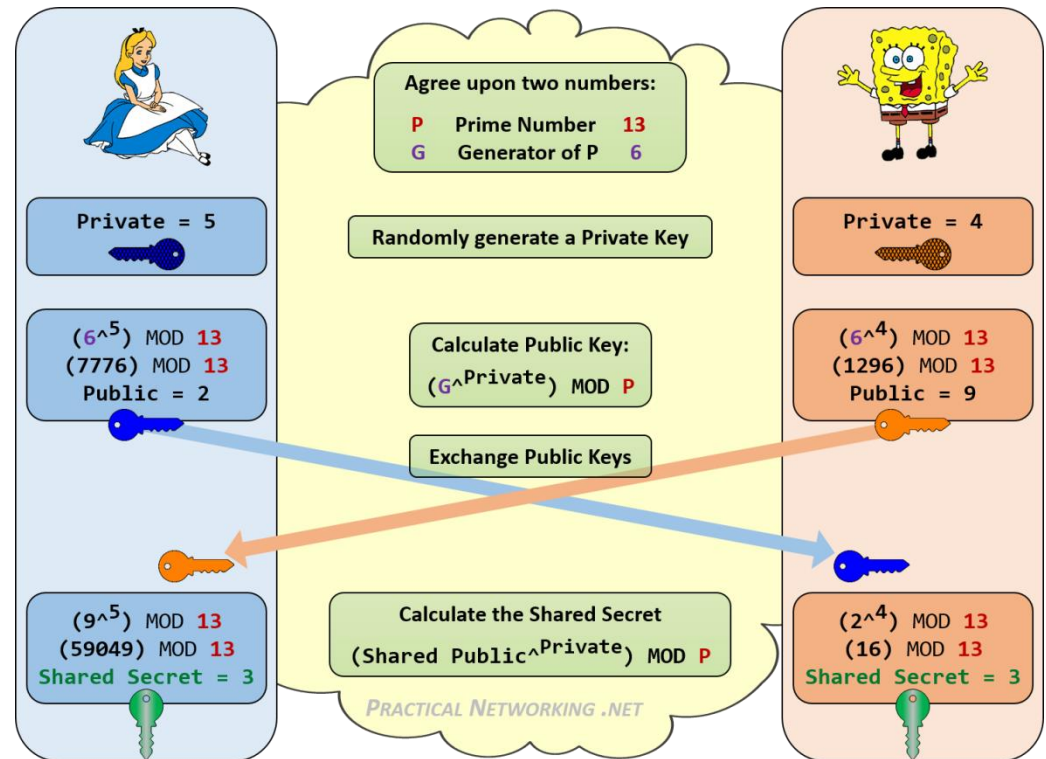 Agree upon two numbers:
P Prime Number 13
G Generator of P 6
Private = 5
Randomly generate a Private Key
Private = 4
(6^5) MOD 13
(7776) MOD 13
Public = 2
Calculate Public Key:
(G^Private) MOD P
(6^4) MOD 13
(1296) MOD 13
Public = 9
Exchange Public Keys
(9^5) MOD 13
(59049) MOD 13
Shared Secret = 3
Calculate the Shared Secret
(Shared Public^Private) MOD P
(2^4) MOD 13
(16) MOD 13
Shared Secret = 3
PRACTICAL NETWORKING .NET